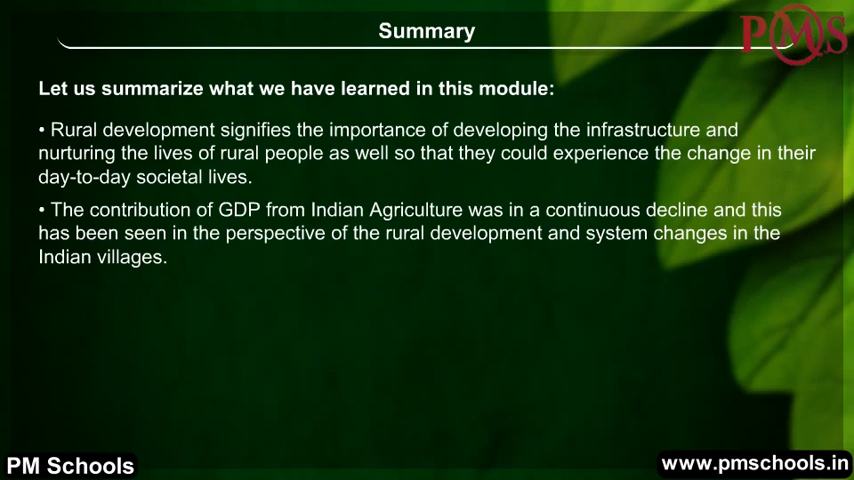 Summary
PMS
Let us summarize what we have learned in this module:
• Rural development signifies the importance of developing the infrastructure and
nurturing the lives of rural people as well so that they could experience the change in their
day-to-day societal lives.
• The contribution of GDP from Indian Agriculture was in a continuous decline and this
has been seen in the perspective of the rural development and system changes in the
Indian villages.
PM Schools
www.pmschools.in